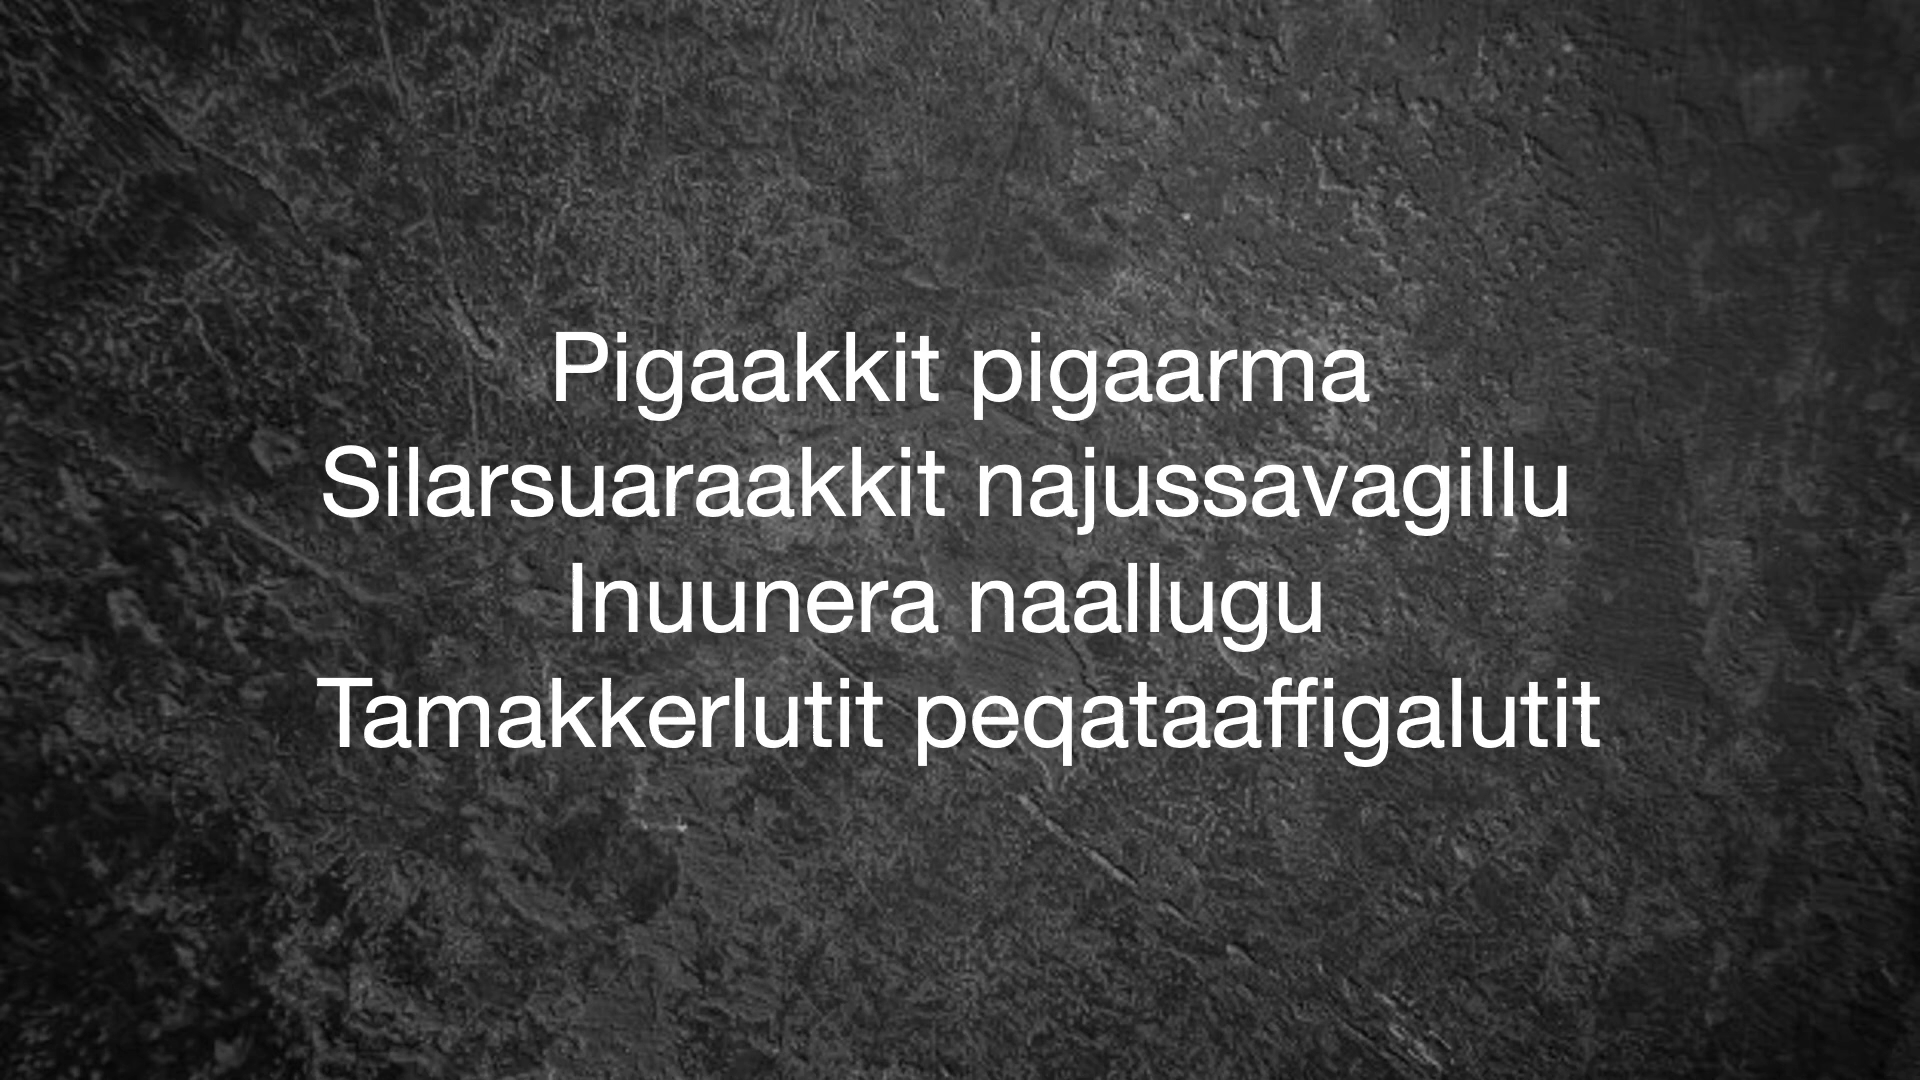 Pigaakkit pigaarma
Silarsuaraakkit najussavagillu
Inuunera naallugu
Tamakkerlutit peqataaffigalutit